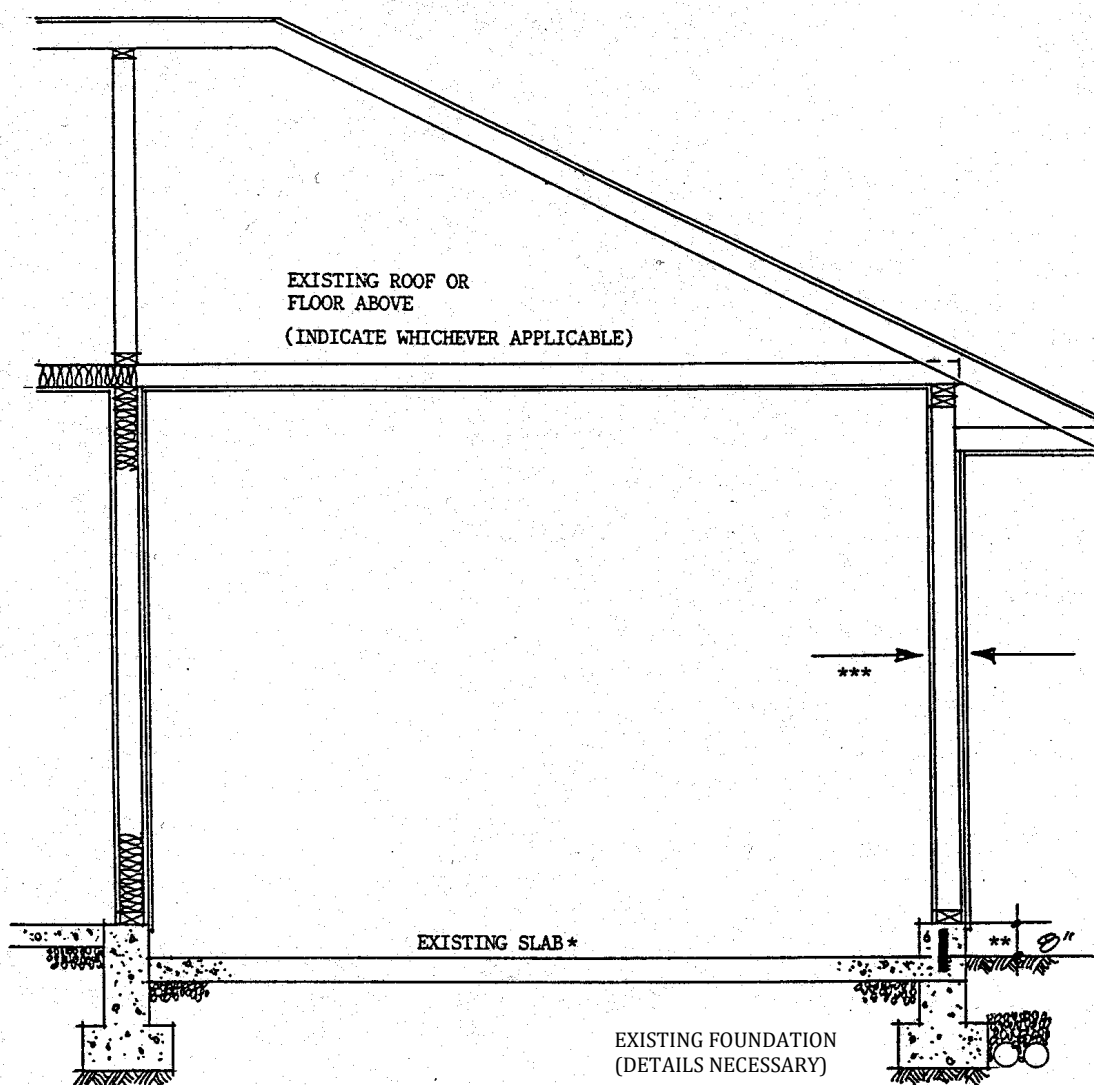 EXISTING ROOF OR
FLOOR ABOVE
(INDICATE WHICHEVER APPLICABLE)
***
EXISTING SLAB*
** 8"
EXISTING FOUNDATION
(DETAILS NECESSARY)